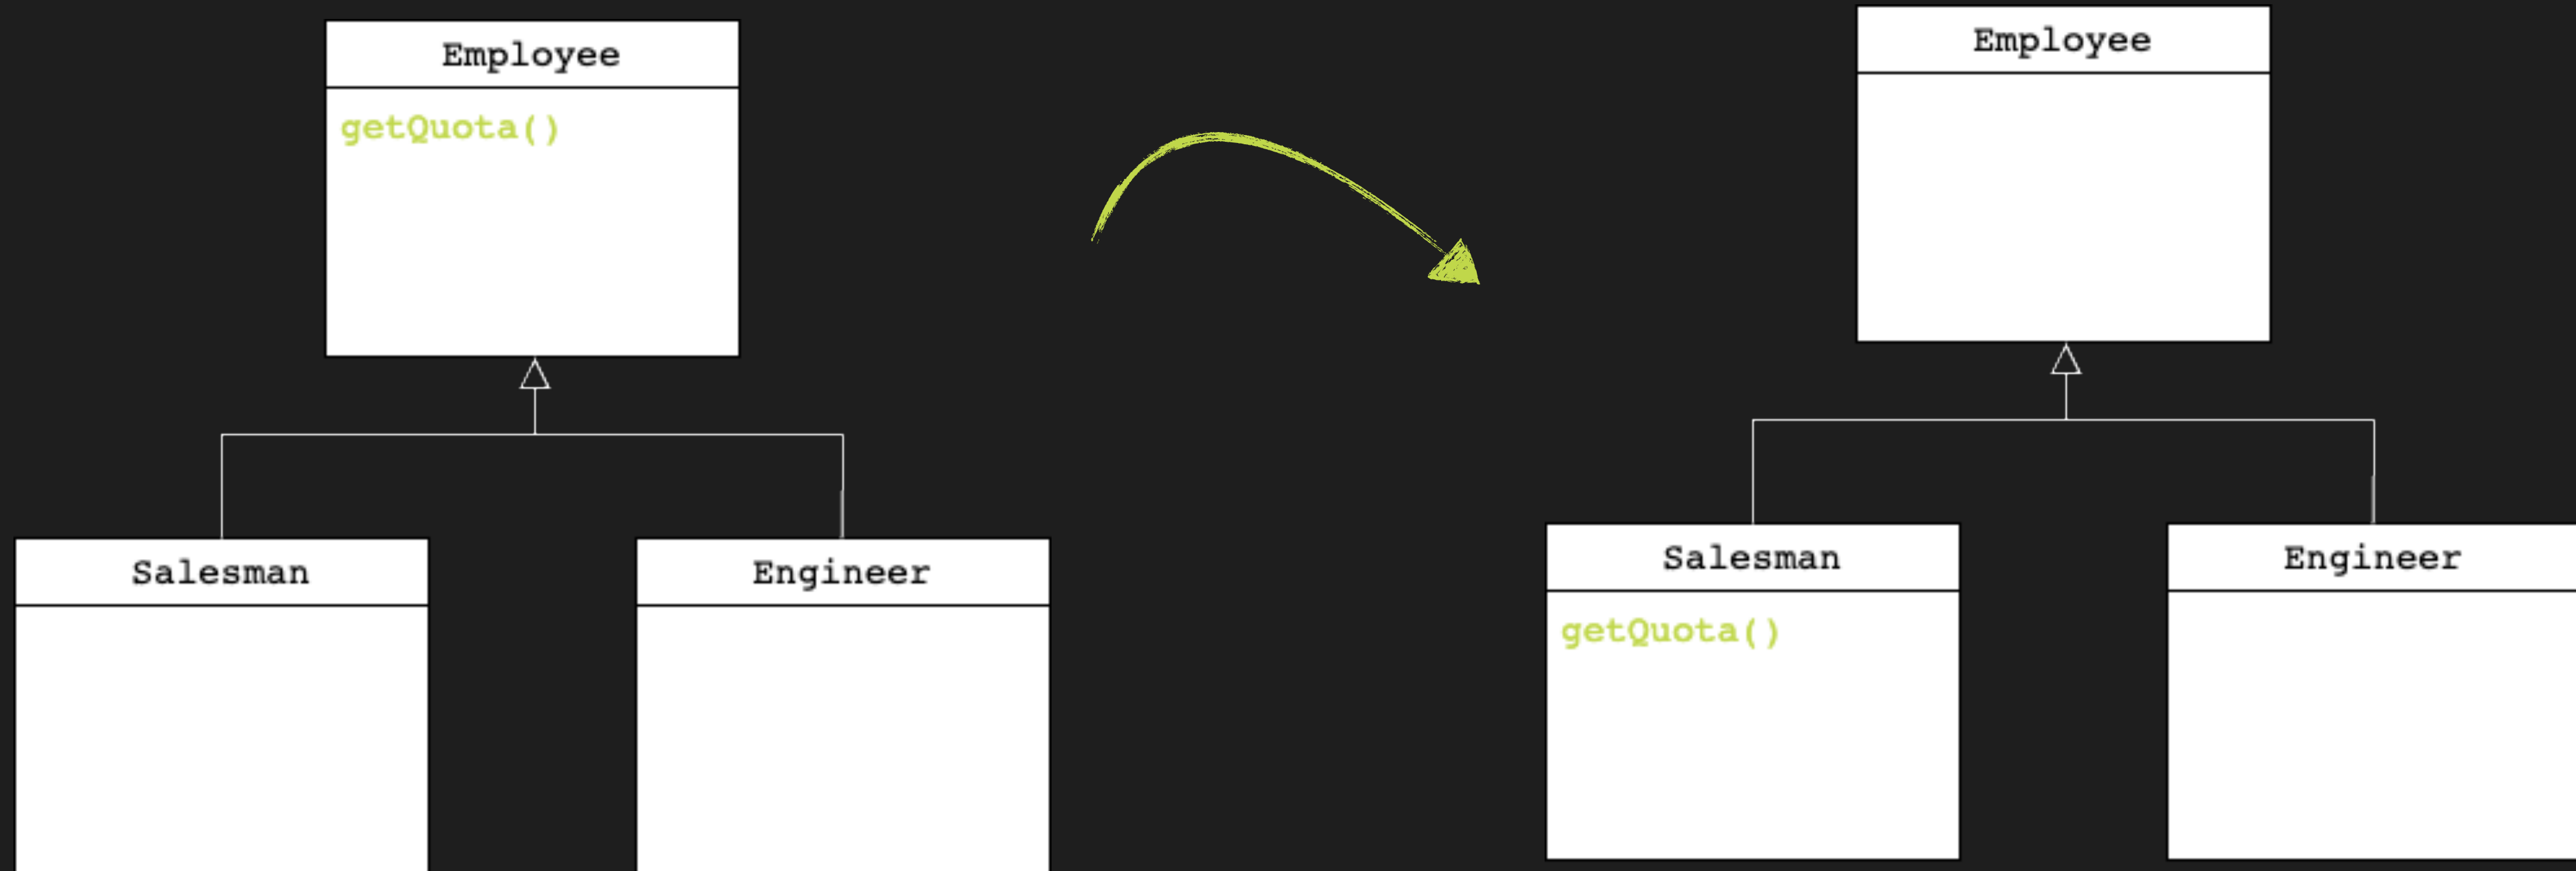 Employee
getQuota()
Salesman
Engineer
Employee
Salesman
getQuota()
Engineer